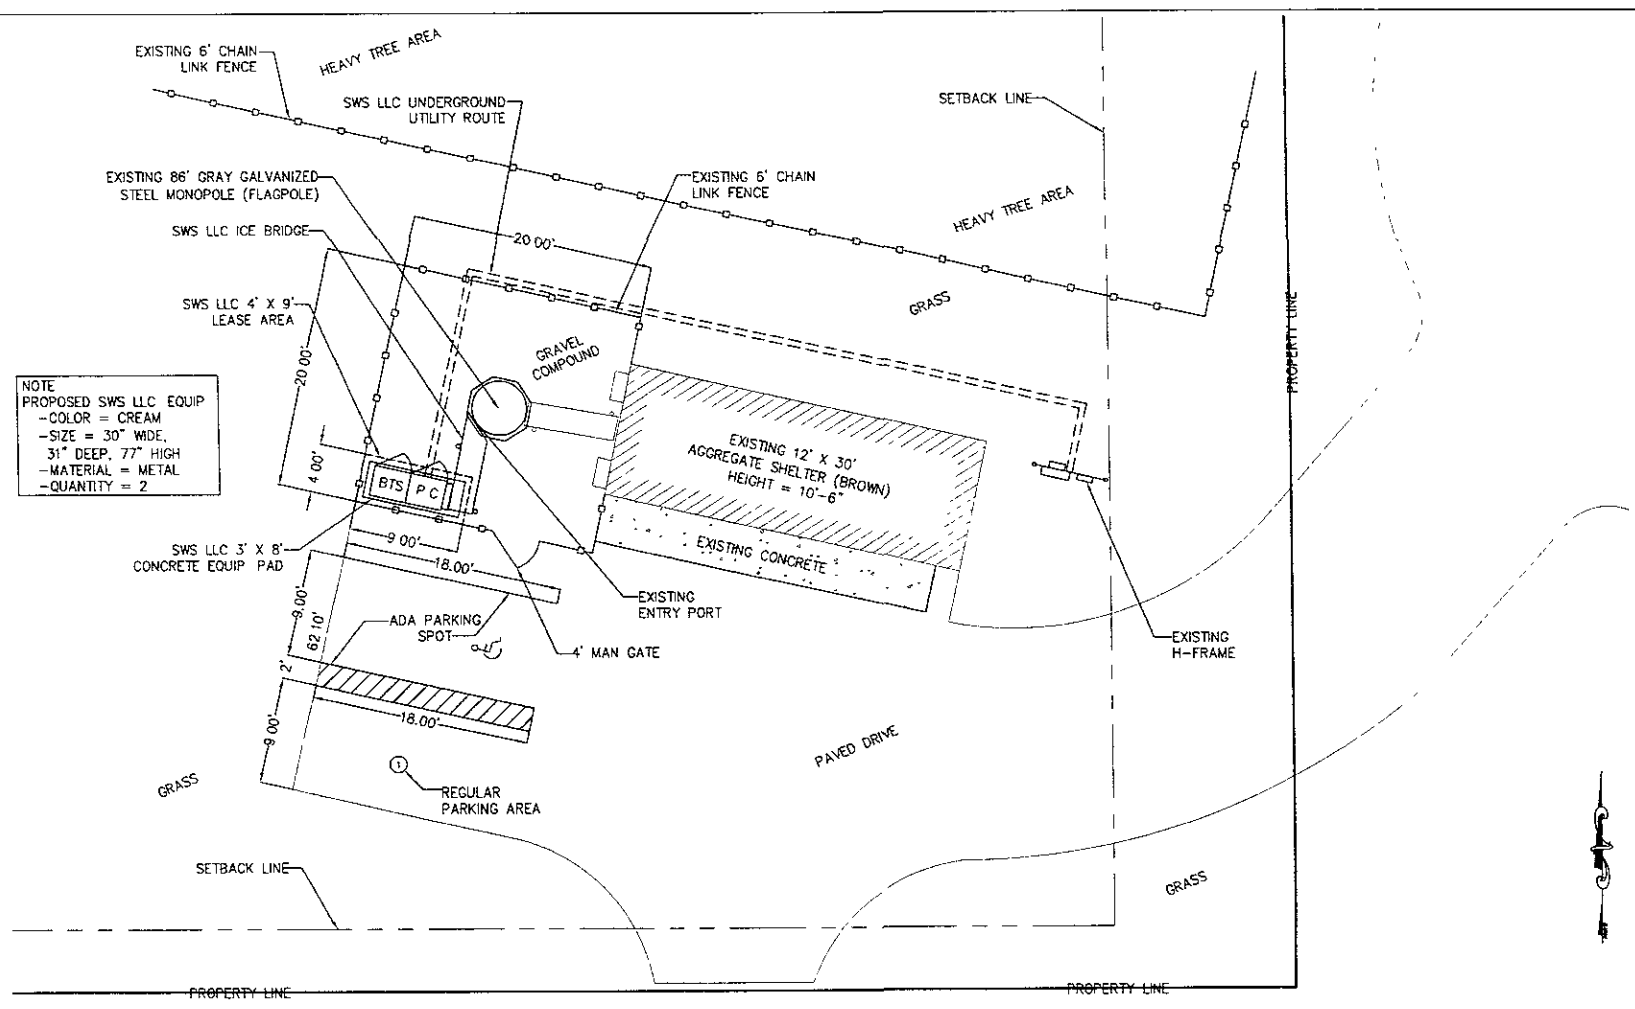 EXISTING 6' CHAIN
LINK FENCE
HEAVY TREE AREA
SWS LLC UNDERGROUND
UTILITY ROUTE
SETBACK LINE
EXISTING 86' GRAY GALVANIZED
STEEL MONOPOLE (FLAGPOLE)
EXISTING 6' CHAIN
LINK FENCE
HEAVY TREE AREA
SWS LLC ICE BRIDGE
20 00'
SWS LLC 4' X 9'
LEASE AREA
GRASS
PROPERTY LINE
20 00'
GRAVEL
COMPOUND
NOTE
PROPOSED SWS LLC EQUIP
-COLOR = CREAM
-SIZE = 30" WIDE,
31" DEEP, 77" HIGH
-MATERIAL = METAL
-QUANTITY = 2
EXISTING 12' X 30'
AGGREGATE SHELTER (BROWN)
HEIGHT = 10'-6"
4 00'
BTS
P C
9 00'
18.00'
EXISTING CONCRETE
SWS LLC 3' X 8'
CONCRETE EQUIP PAD
EXISTING
ENTRY PORT
9.00'
62 10'
ADA PARKING
SPOT
4' MAN GATE
EXISTING
H-FRAME
2'
18.00'
9 00'
PAVED DRIVE
GRASS
1
REGULAR
PARKING AREA
SETBACK LINE
GRASS
PROPERTY LINE
PROPERTY LINE